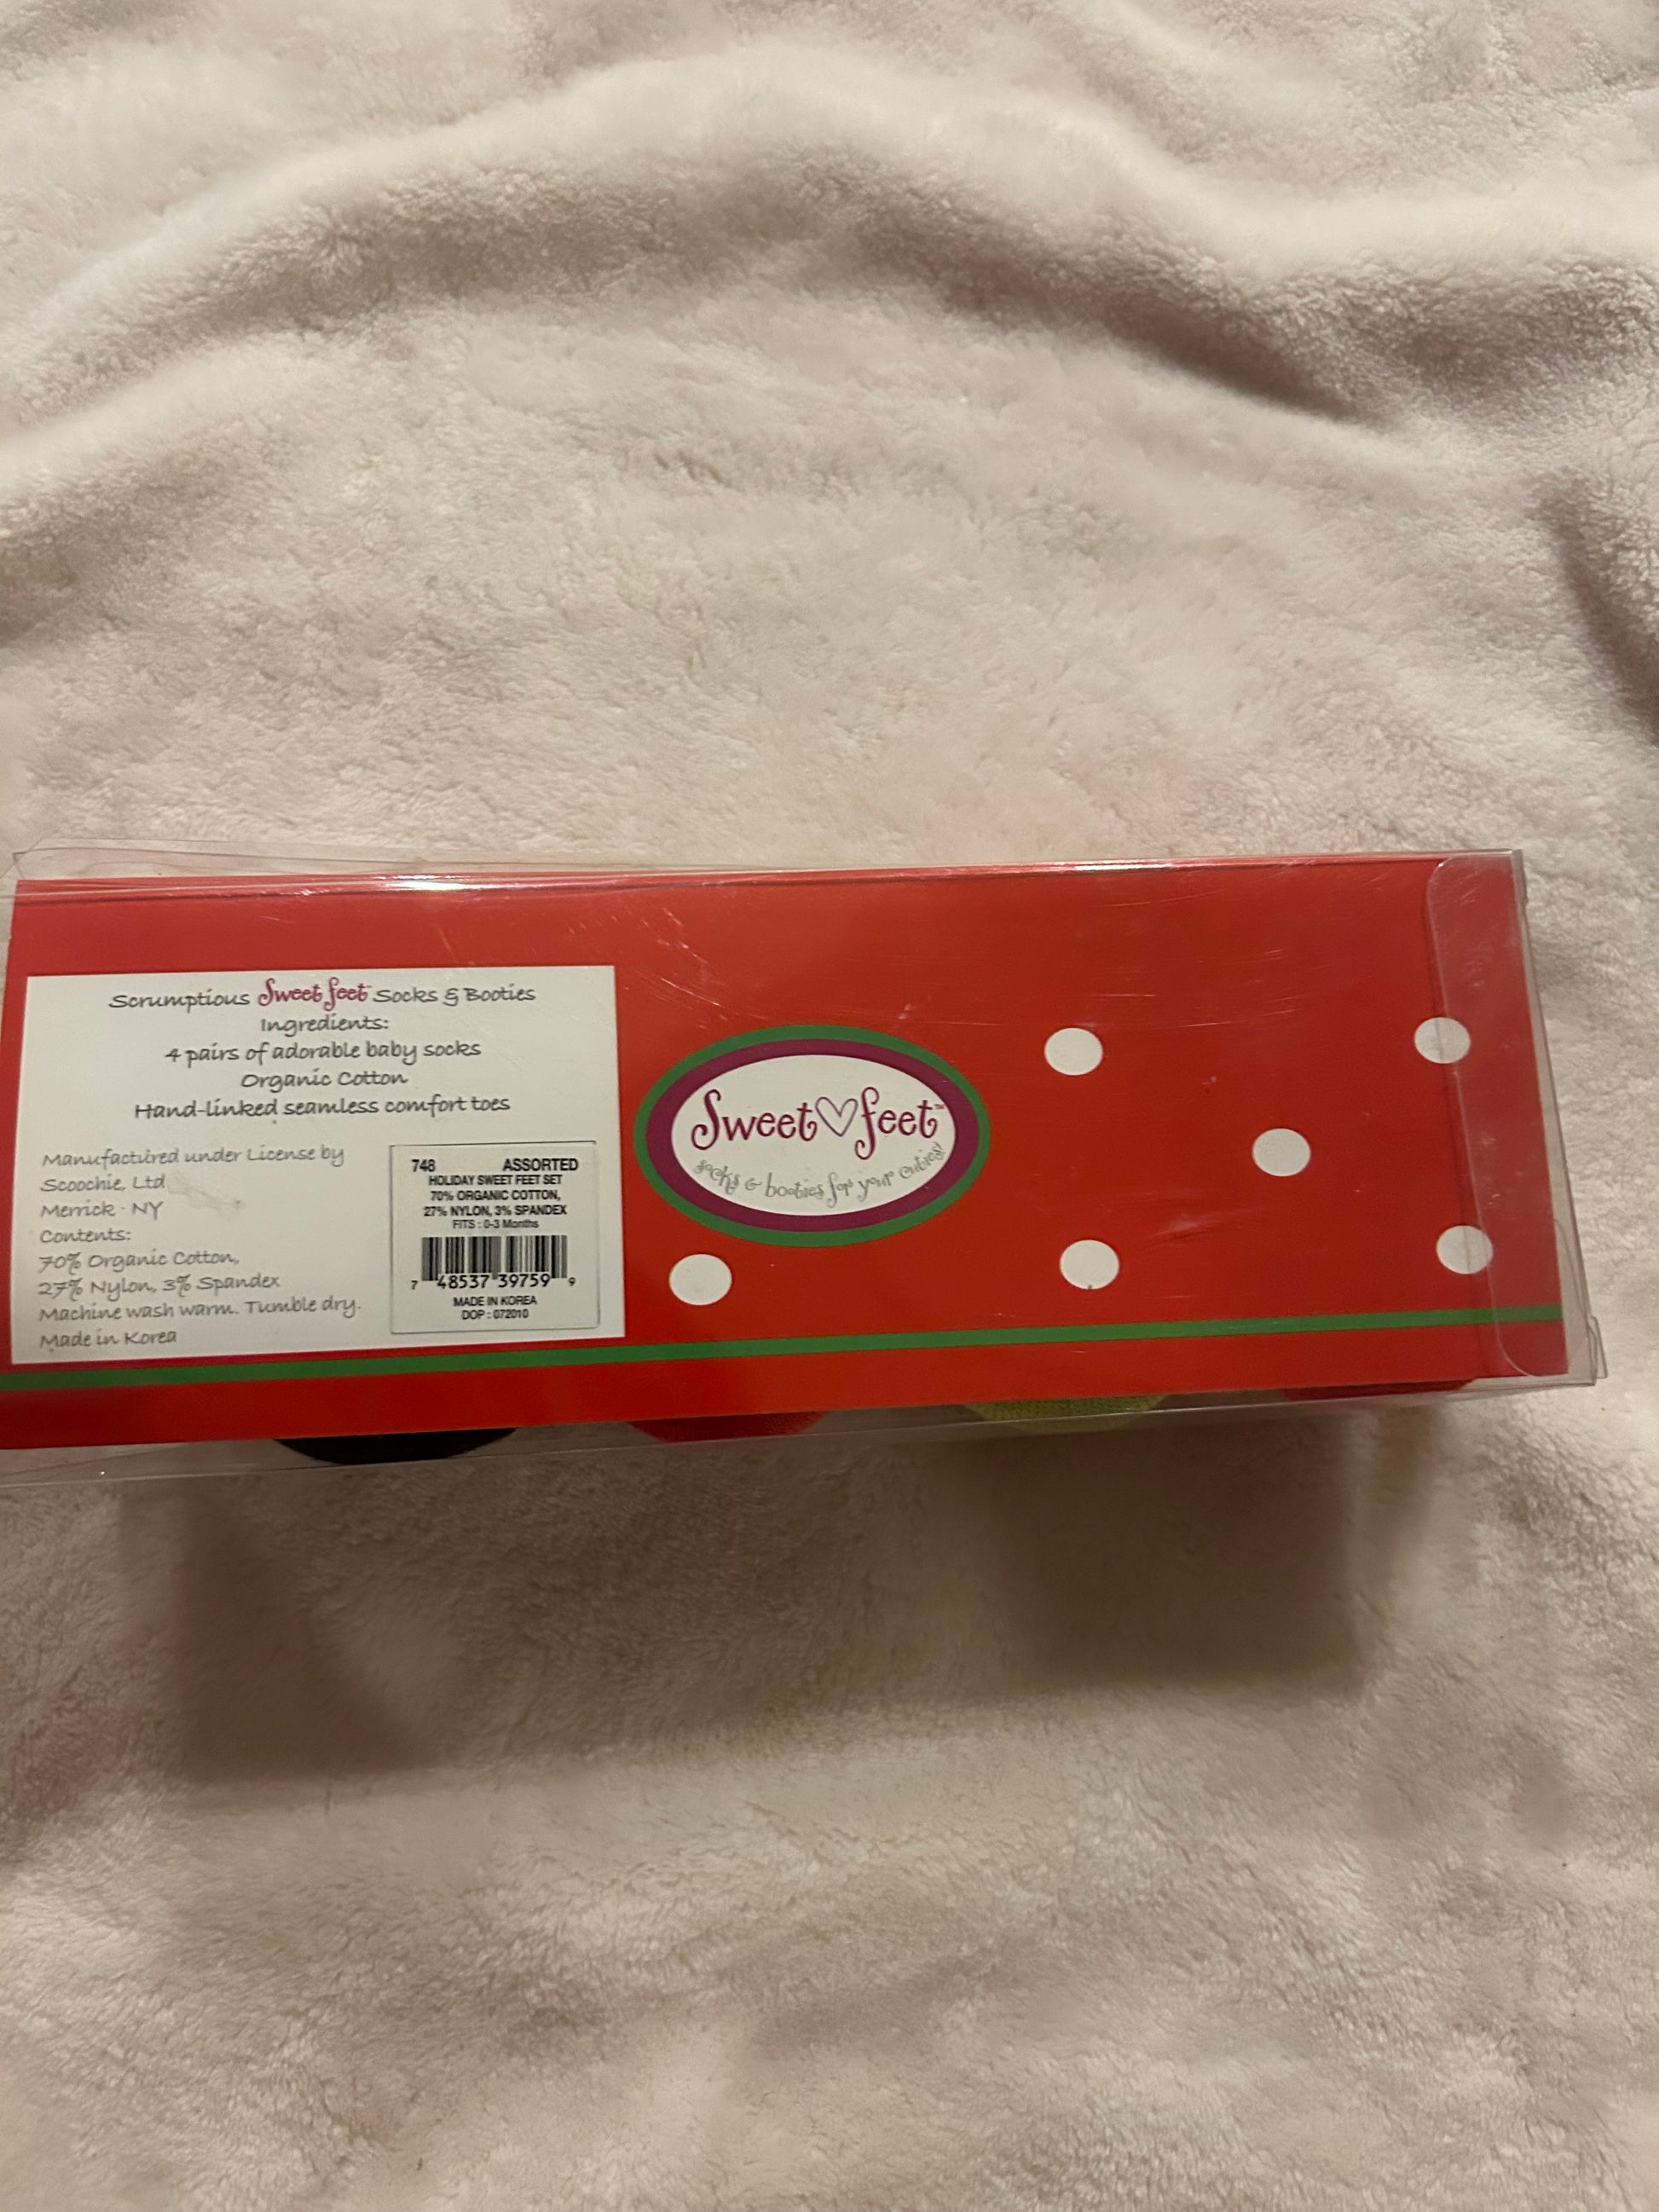 Scrumptious Sweet feet™ Socks & Booties
Ingredients:
4 pairs of adorable baby socks
Organic Cotton
Hand-linked seamless comfort toes
Manufactured under License by
Scoochie, Ltd
Merrick - NY
Contents:
70% Organic Cotton,
27% Nylon, 3% Spandex
Machine wash warm. Tumble dry.
Made in Korea
748 ASSORTED
HOLIDAY SWEET FEET SET
70% ORGANIC COTTON,
27% NYLON, 3% SPANDEX
FITS : 0-3 Months
7 48537 39759 9
MADE IN KOREA
DOP : 072010
Sweet feet™
socks & booties for your cuties!